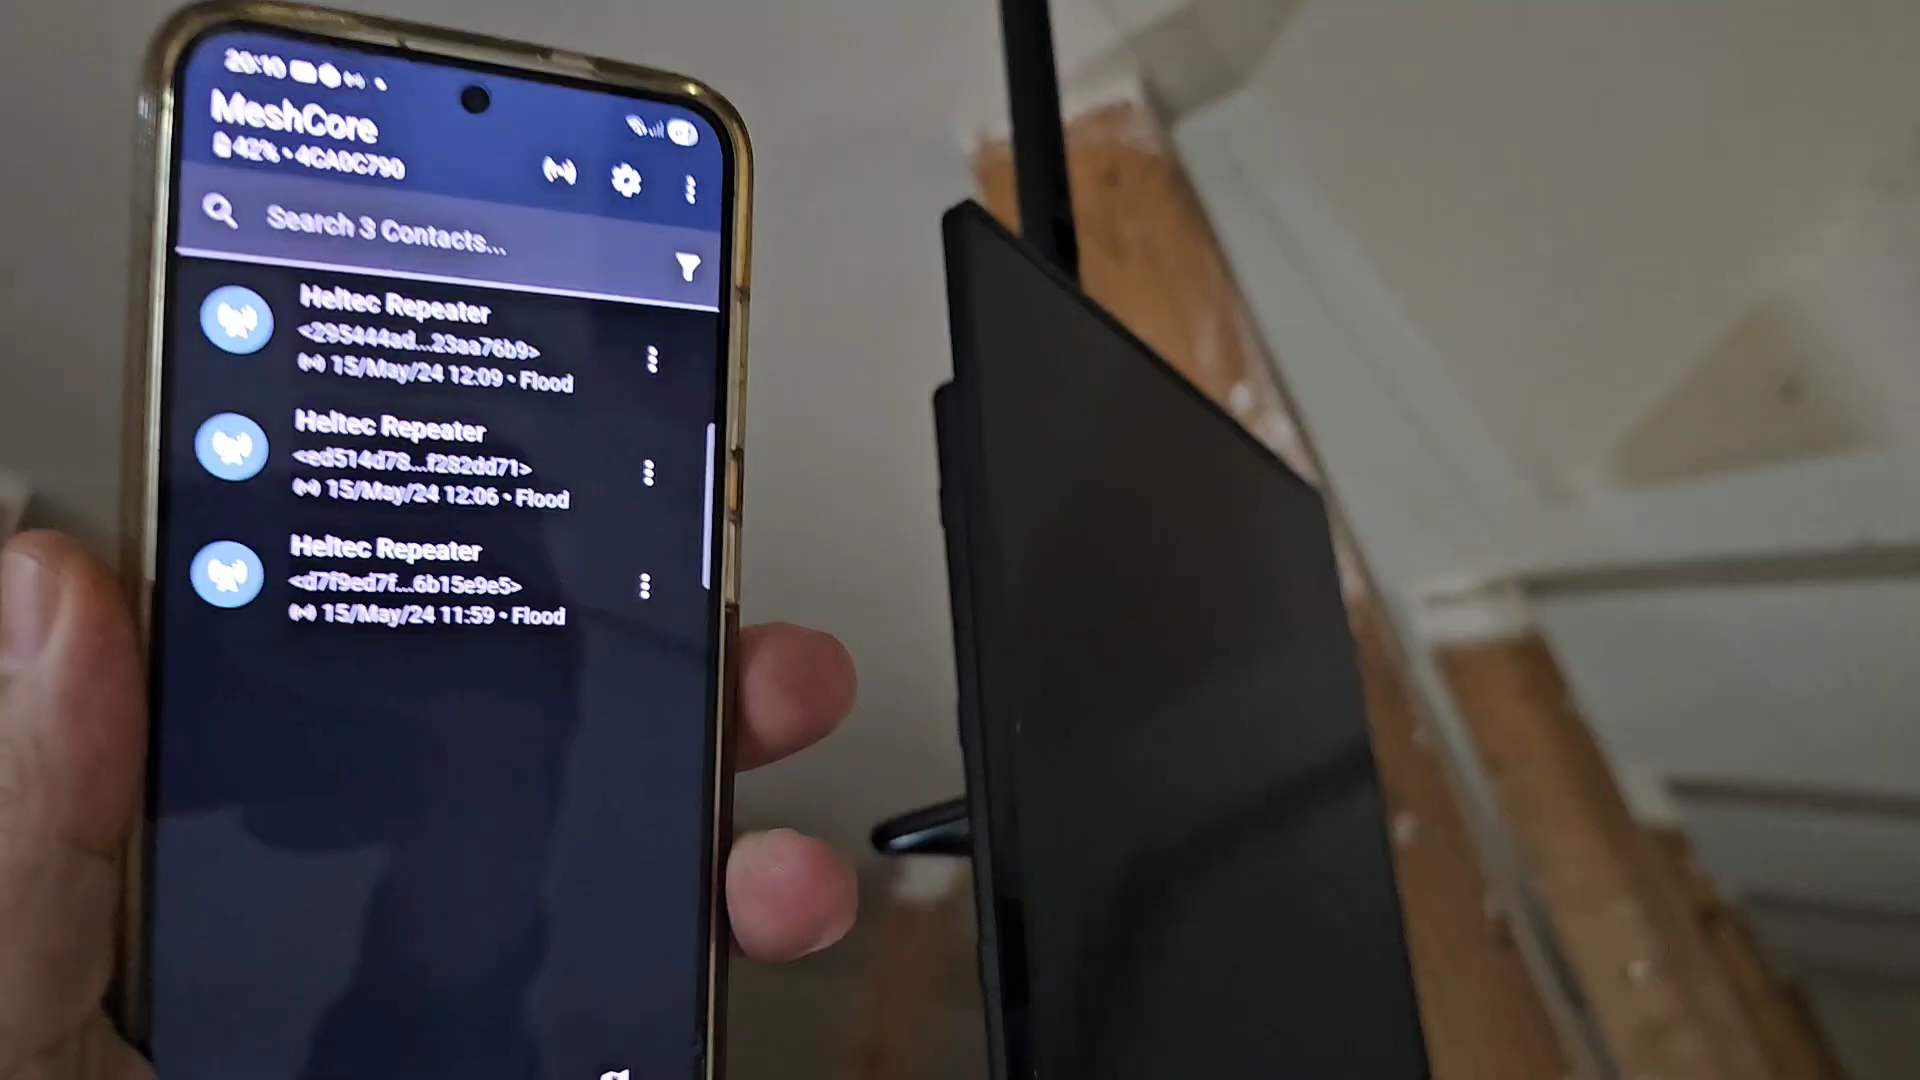 20:10
MeshCore
42% • 4CA0C790
Search 3 Contacts...
Heltec Repeater
<295444ad...23aa76b9>
15/May/24 12:09 • Flood
Heltec Repeater
<ed514d78...f282dd71>
15/May/24 12:06 • Flood
Heltec Repeater
<d7f9ed7f...6b15e9e5>
15/May/24 11:59 • Flood